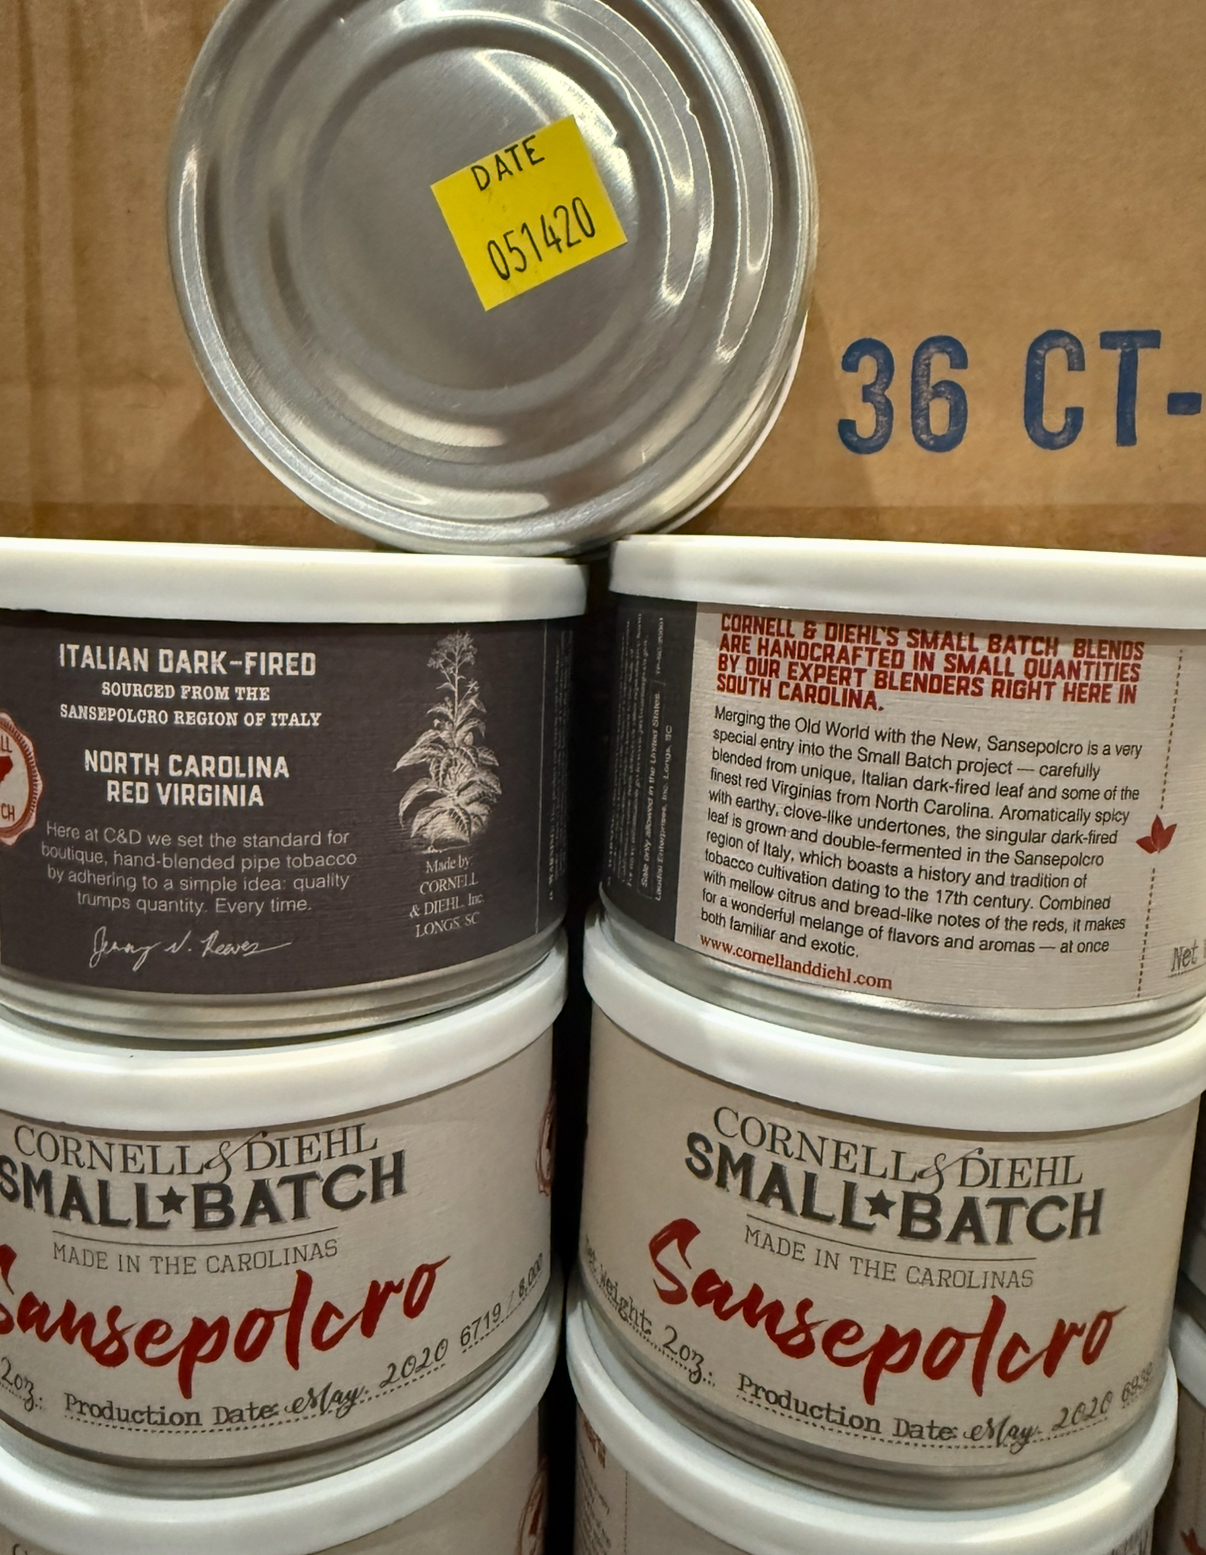 DATE
051420
36 CT-
ITALIAN DARK-FIRED
SOURCED FROM THE
SANSEPOLCRO REGION OF ITALY
NORTH CAROLINA
RED VIRGINIA
Here at C&D we set the standard for
boutique, hand-blended pipe tobacco
by adhering to a simple idea: quality
trumps quantity. Every time.
Made by:
CORNELL
& DIEHL Inc.
LONGS SC
Sale only allowed in the United States.
CORNELL & DIEHL'S SMALL BATCH BLENDS
ARE HANDCRAFTED IN SMALL QUANTITIES
BY OUR EXPERT BLENDERS RIGHT HERE IN
SOUTH CAROLINA.
Merging the Old World with the New, Sansepolcro is a very
special entry into the Small Batch project — carefully
blended from unique, Italian dark-fired leaf and some of the
finest red Virginias from North Carolina. Aromatically spicy
with earthy, clove-like undertones, the singular dark-fired
leaf is grown and double-fermented in the Sansepolcro
region of Italy, which boasts a history and tradition of
tobacco cultivation dating to the 17th century. Combined
with mellow citrus and bread-like notes of the reds, it makes
for a wonderful melange of flavors and aromas — at once
both familiar and exotic.
www.cornellanddiehl.com
Net
CORNELL & DIEHL
SMALL★BATCH
MADE IN THE CAROLINAS
Sansepolcro
2oz. Production Date: May. 2020 6719 / 8,000
CORNELL & DIEHL
SMALL★BATCH
MADE IN THE CAROLINAS
Sansepolcro
Net Weight 2oz. Production Date: May. 2020